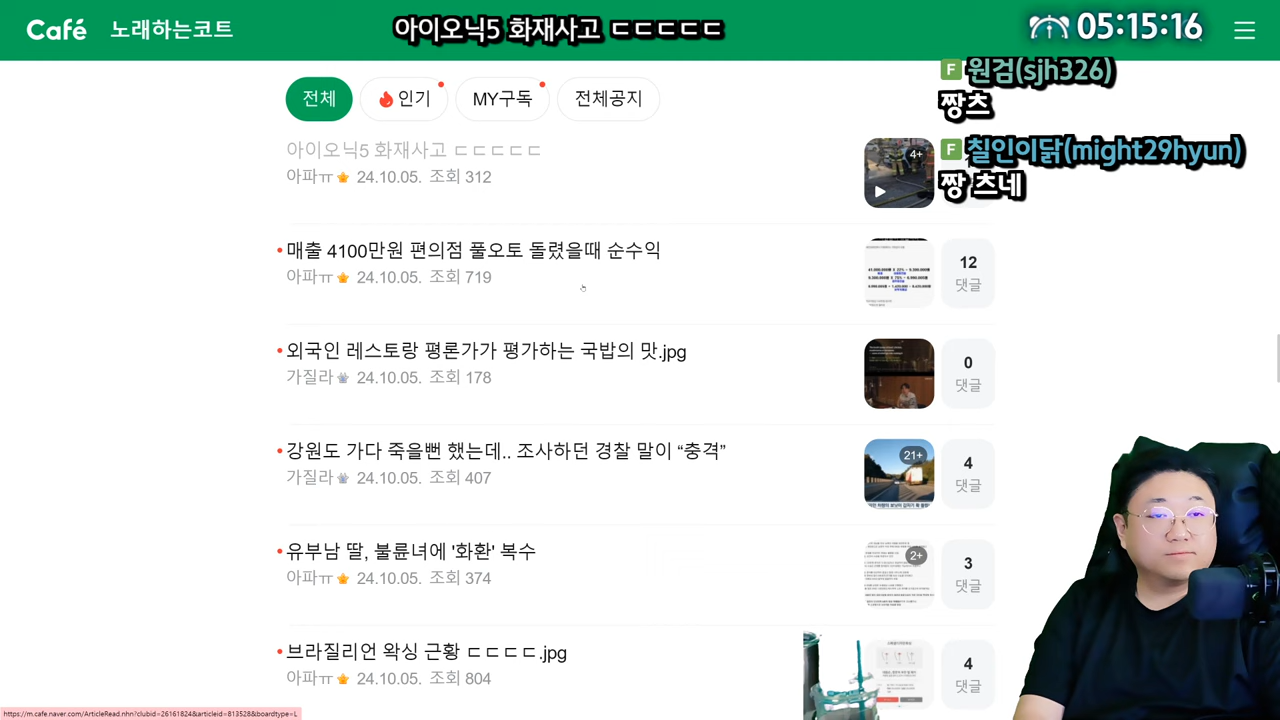 Café 노래하는코트
아이오닉5 화재사고 ㄷㄷㄷㄷㄷ
05:15:16
전체
인기
MY구독
전체공지
F 원검(sjh326)
짱츠
F 칠인이닭(might29hyun)
짱 츠네
아이오닉5 화재사고 ㄷㄷㄷㄷㄷ
아파ㅠ 24.10.05. 조회 312
4+
매출 4100만원 편의점 풀오토 돌렸을때 순수익
아파ㅠ 24.10.05. 조회 719
12
댓글
외국인 레스토랑 평론가가 평가하는 국밥의 맛.jpg
가질라 24.10.05. 조회 178
0
댓글
강원도 가다 죽을뻔 했는데.. 조사하던 경찰 말이 “충격”
가질라 24.10.05. 조회 407
21+
4
댓글
유부남 딸, 불륜녀에 '화환' 복수
아파ㅠ 24.10.05. 조회 374
2+
3
댓글
브라질리언 왁싱 근황 ㄷㄷㄷㄷ.jpg
아파ㅠ 24.10.05. 조회 804
4
댓글
https://m.cafe.naver.com/ArticleRead.nhn?clubid=26161824&articleid=813528&boardtype=L